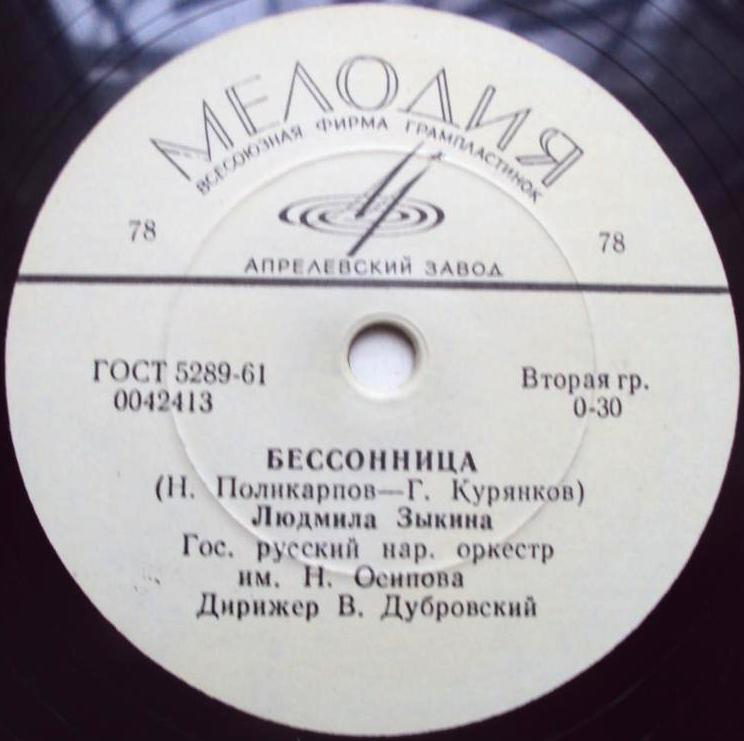 МЕЛОДИЯ
ВСЕСОЮЗНАЯ ФИРМА ГРАМПЛАСТИНОК
78
78
АПРЕЛЕВСКИЙ ЗАВОД
ГОСТ 5289-61
0042413
Вторая гр.
0-30
БЕССОННИЦА
(Н. Поликарпов—Г. Курянков)
Людмила Зыкина
Гос. русский нар. оркестр
им. Н. Осипова
Дирижер В. Дубровский